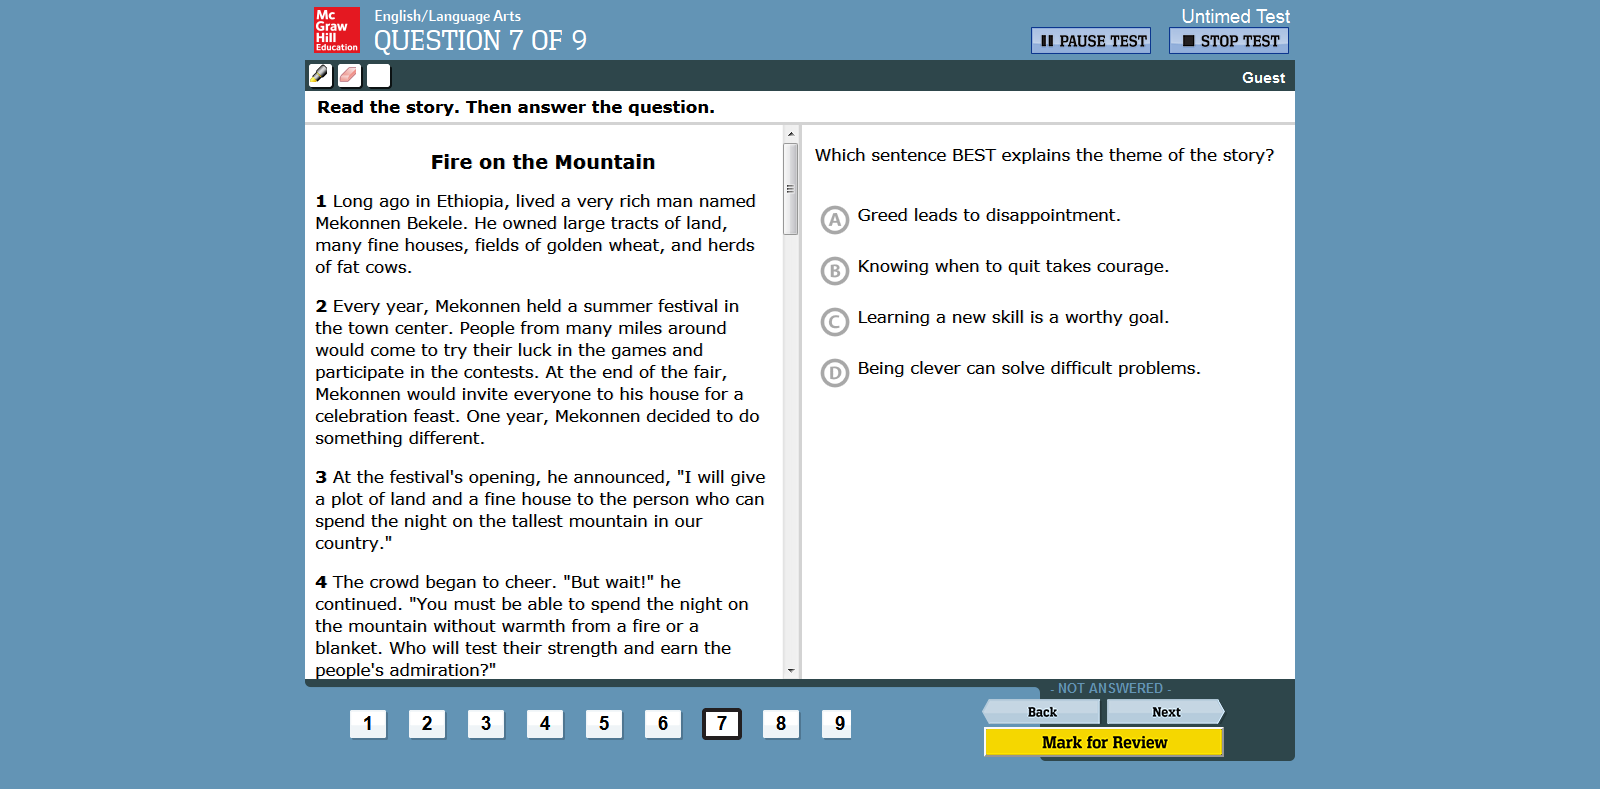 Mc
Graw
Hill
Education
English/Language Arts
QUESTION 7 OF 9
Untimed Test
PAUSE TEST
STOP TEST
Guest
Read the story. Then answer the question.
Fire on the Mountain
1 Long ago in Ethiopia, lived a very rich man named
Mekonnen Bekele. He owned large tracts of land,
many fine houses, fields of golden wheat, and herds
of fat cows.
2 Every year, Mekonnen held a summer festival in
the town center. People from many miles around
would come to try their luck in the games and
participate in the contests. At the end of the fair,
Mekonnen would invite everyone to his house for a
celebration feast. One year, Mekonnen decided to do
something different.
3 At the festival's opening, he announced, "I will give
a plot of land and a fine house to the person who can
spend the night on the tallest mountain in our
country."
4 The crowd began to cheer. "But wait!" he
continued. "You must be able to spend the night on
the mountain without warmth from a fire or a
blanket. Who will test their strength and earn the
people's admiration?"
Which sentence BEST explains the theme of the story?
A Greed leads to disappointment.
B Knowing when to quit takes courage.
C Learning a new skill is a worthy goal.
D Being clever can solve difficult problems.
- NOT ANSWERED -
1 2 3 4 5 6 7 8 9
Back
Next
Mark for Review